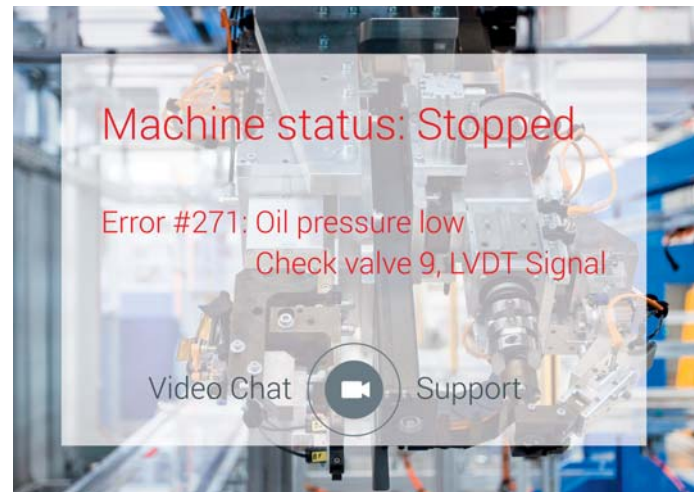 Machine status: Stopped
Error #271: Oil pressure low
Check valve 9, LVDT Signal
Video Chat Support